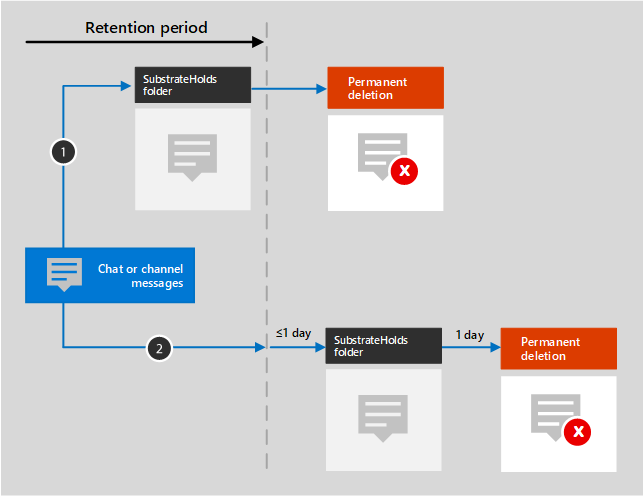 Retention period
SubstrateHolds
folder
Permanent
deletion
X
1
Chat or channel
messages
2
≤1 day
SubstrateHolds
folder
1 day
Permanent
deletion
X